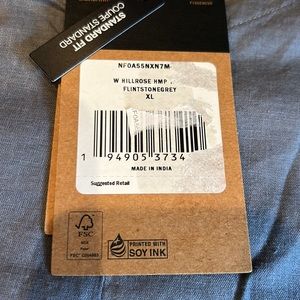 STANDARD FIT
COUPE STANDARD
NF0A55NXN7M
W HILLROSE HMP
FLINTSTONEGREY
XL
1 94905 3734
MADE IN INDIA
Suggested Retail
FSC
PRINTED WITH
SOY INK